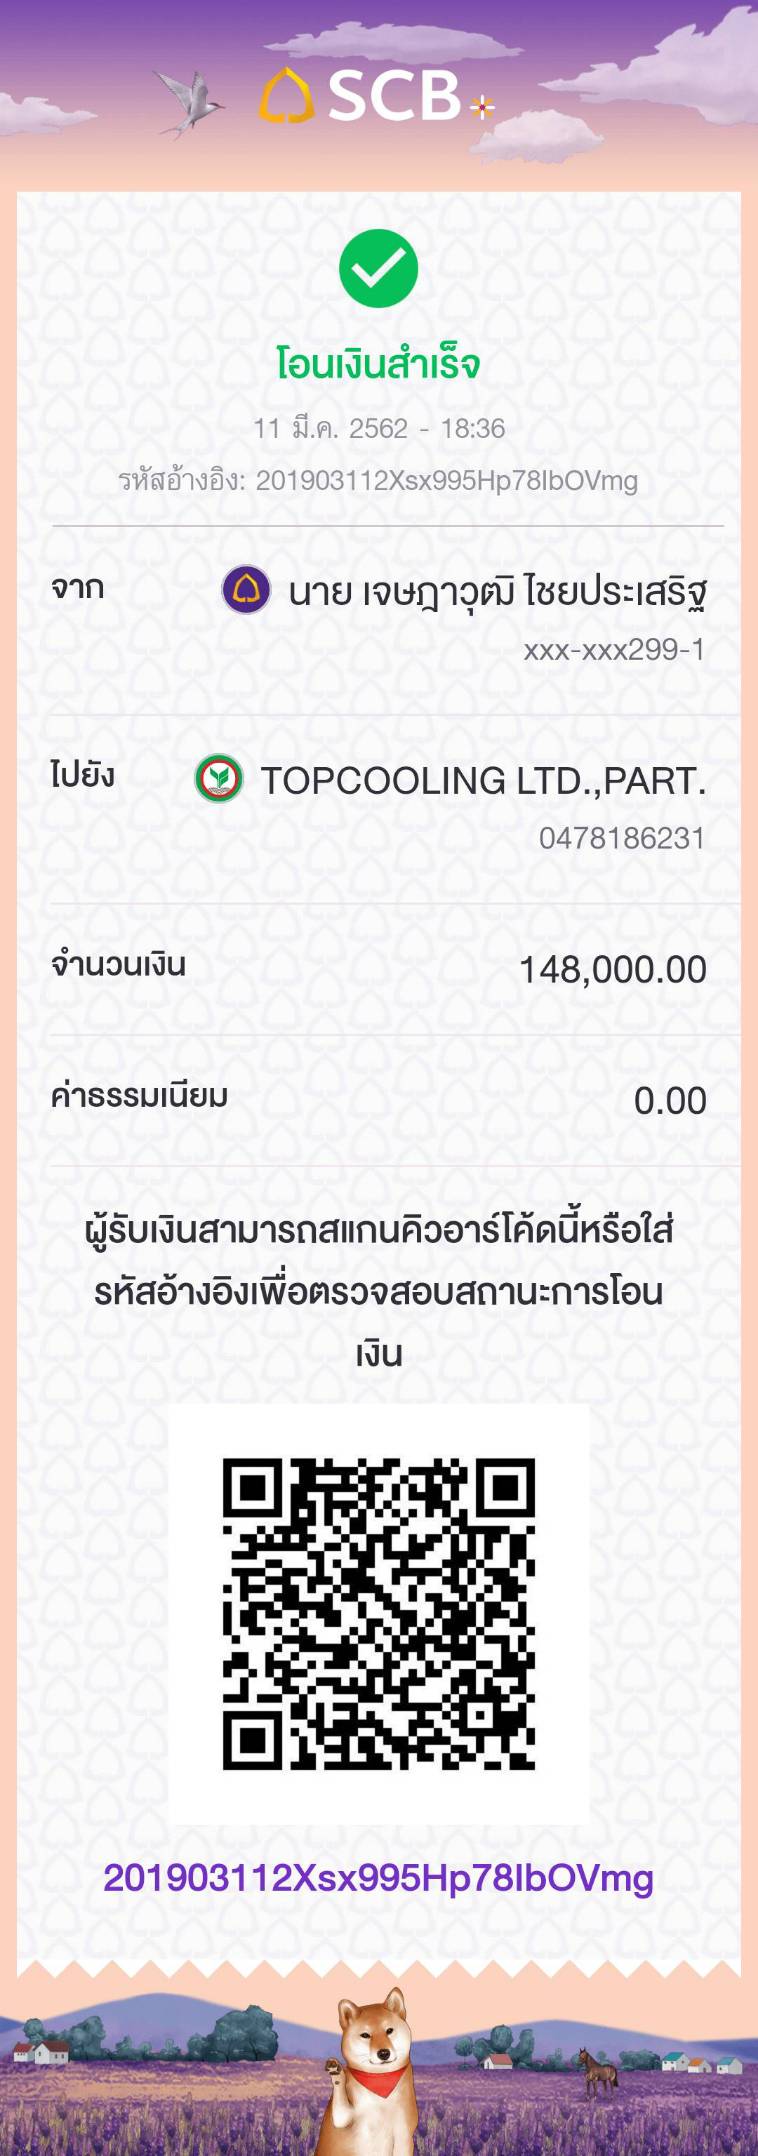 SCB
โอนเงินสำเร็จ
11 มี.ค. 2562 - 18:36
รหัสอ้างอิง: 201903112Xsx995Hp78IbOVmg
จาก
นาย เจษฎาวุฒิ ไชยประเสริฐ
xxx-xxx299-1
ไปยัง
TOPCOOLING LTD.,PART.
0478186231
จำนวนเงิน
148,000.00
ค่าธรรมเนียม
0.00
ผู้รับเงินสามารถสแกนคิวอาร์โค้ดนี้หรือใส่
รหัสอ้างอิงเพื่อตรวจสอบสถานะการโอน
เงิน
201903112Xsx995Hp78IbOVmg